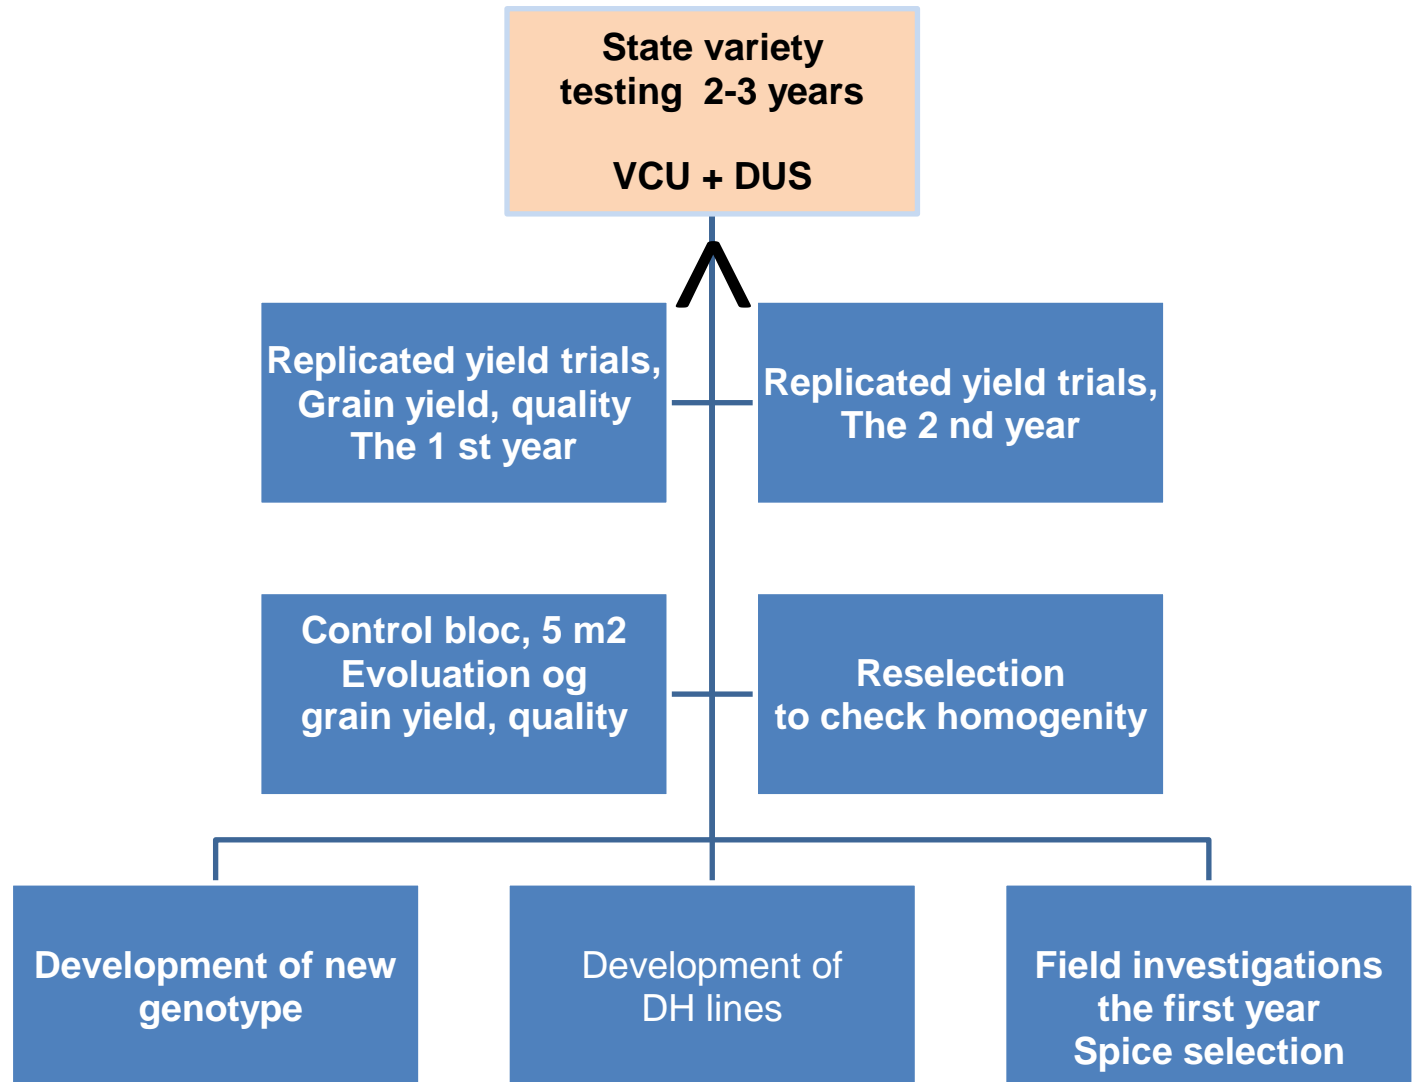 State variety
testing 2-3 years
VCU + DUS
Replicated yield trials,
Grain yield, quality
The 1 st year
Replicated yield trials,
The 2 nd year
Control bloc, 5 m2
Evoluation og
grain yield, quality
Reselection
to check homogenity
Development of new
genotype
Development of
DH lines
Field investigations
the first year
Spice selection